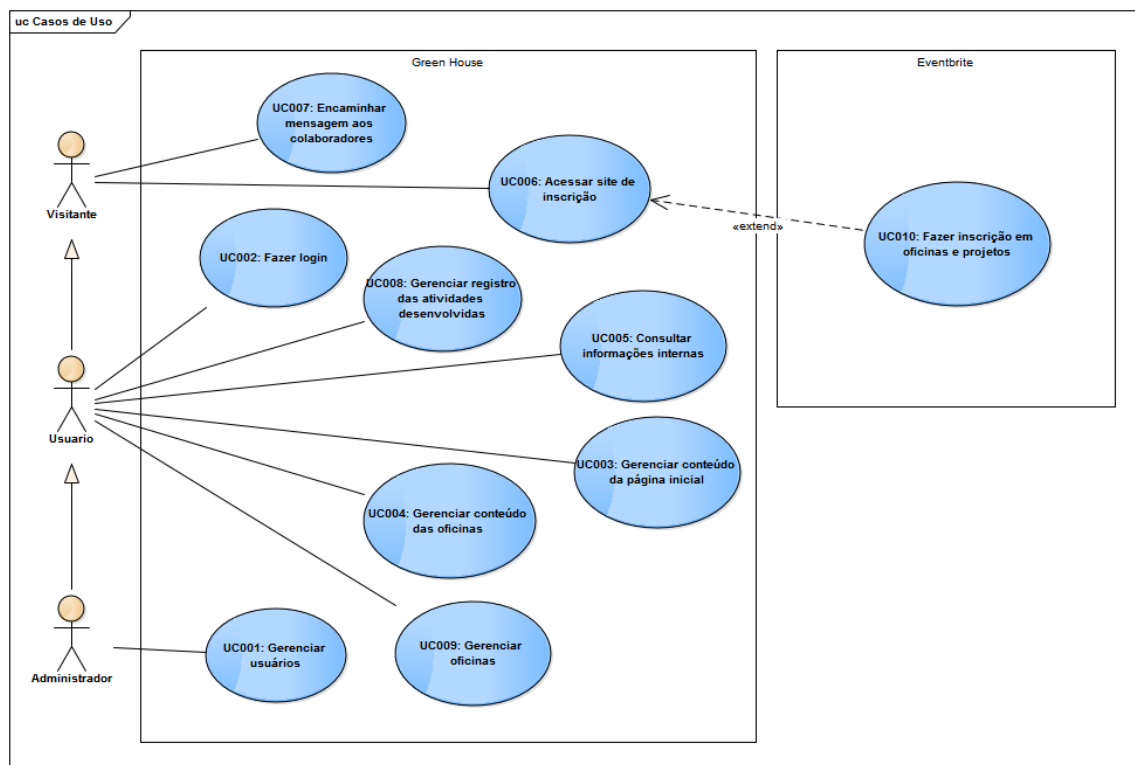 uc Casos de Uso
Green House
Eventbrite
UC007: Encaminhar
mensagem aos
colaboradores
UC006: Acessar site de
inscrição
Visitante
«extend»
UC010: Fazer inscrição em
oficinas e projetos
UC002: Fazer login
UC008: Gerenciar registro
das atividades
desenvolvidas
UC005: Consultar
informações internas
Usuario
UC003: Gerenciar conteúdo
da página inicial
UC004: Gerenciar conteúdo
das oficinas
UC001: Gerenciar
usuários
UC009: Gerenciar
oficinas
Administrador